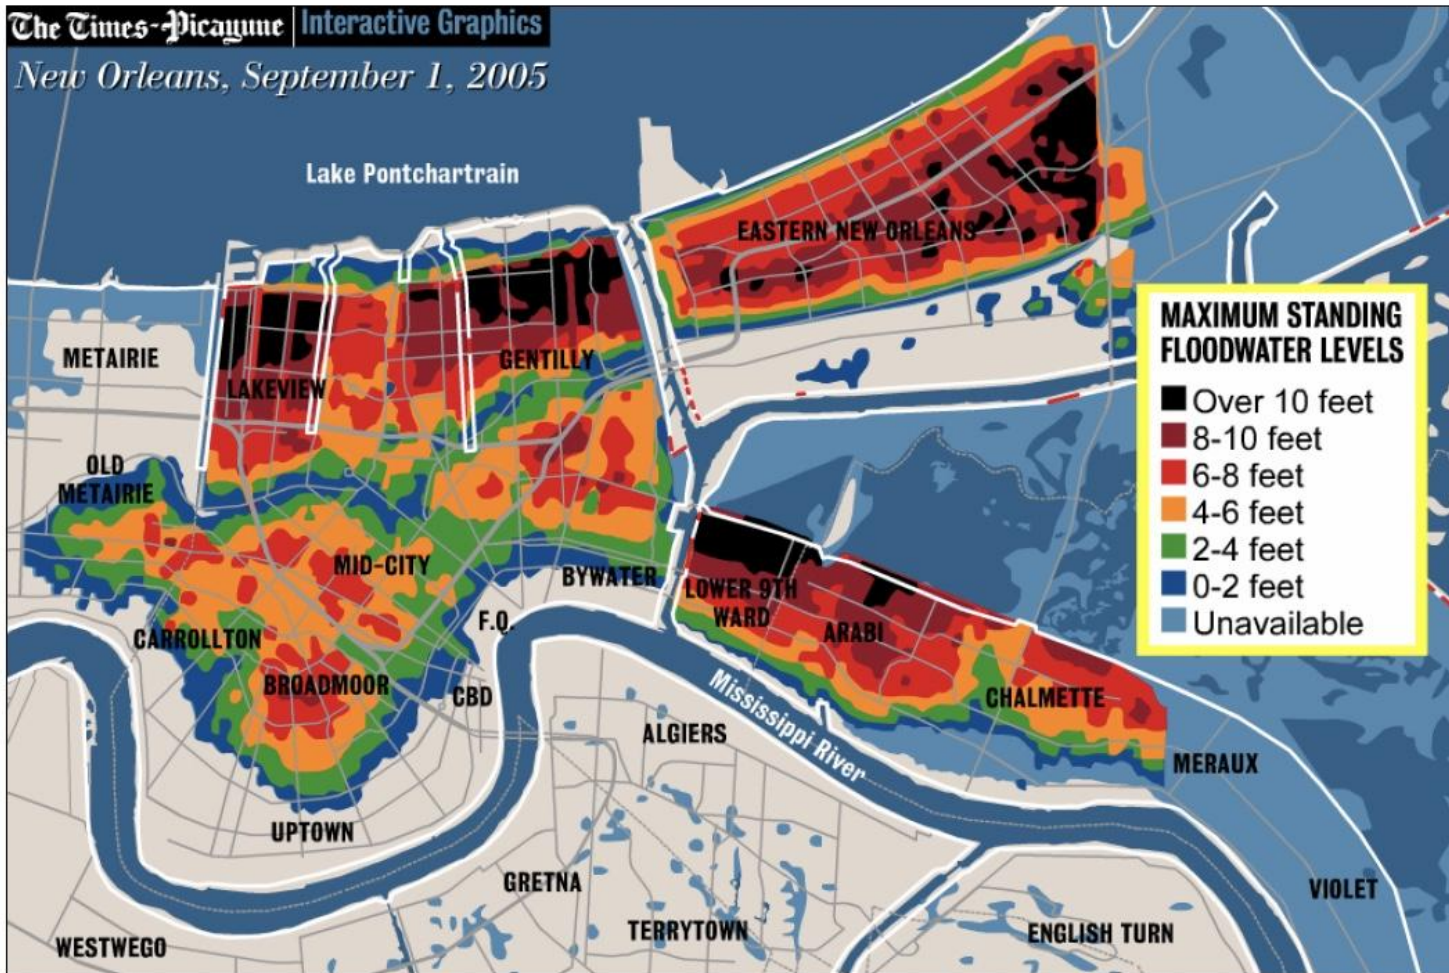 The Times-Picayune | Interactive Graphics
New Orleans, September 1, 2005
Lake Pontchartrain
EASTERN NEW ORLEANS
METAIRIE
LAKEVIEW
GENTILLY
OLD
METAIRIE
MID-CITY
BYWATER
LOWER 9TH
WARD
F.Q.
CARROLLTON
ARABI
BROADMOOR
CBD
CHALMETTE
Mississippi River
ALGIERS
MERAUX
UPTOWN
GRETNA
VIOLET
TERRYTOWN
ENGLISH TURN
WESTWEGO
MAXIMUM STANDING
FLOODWATER LEVELS
Over 10 feet
8-10 feet
6-8 feet
4-6 feet
2-4 feet
0-2 feet
Unavailable